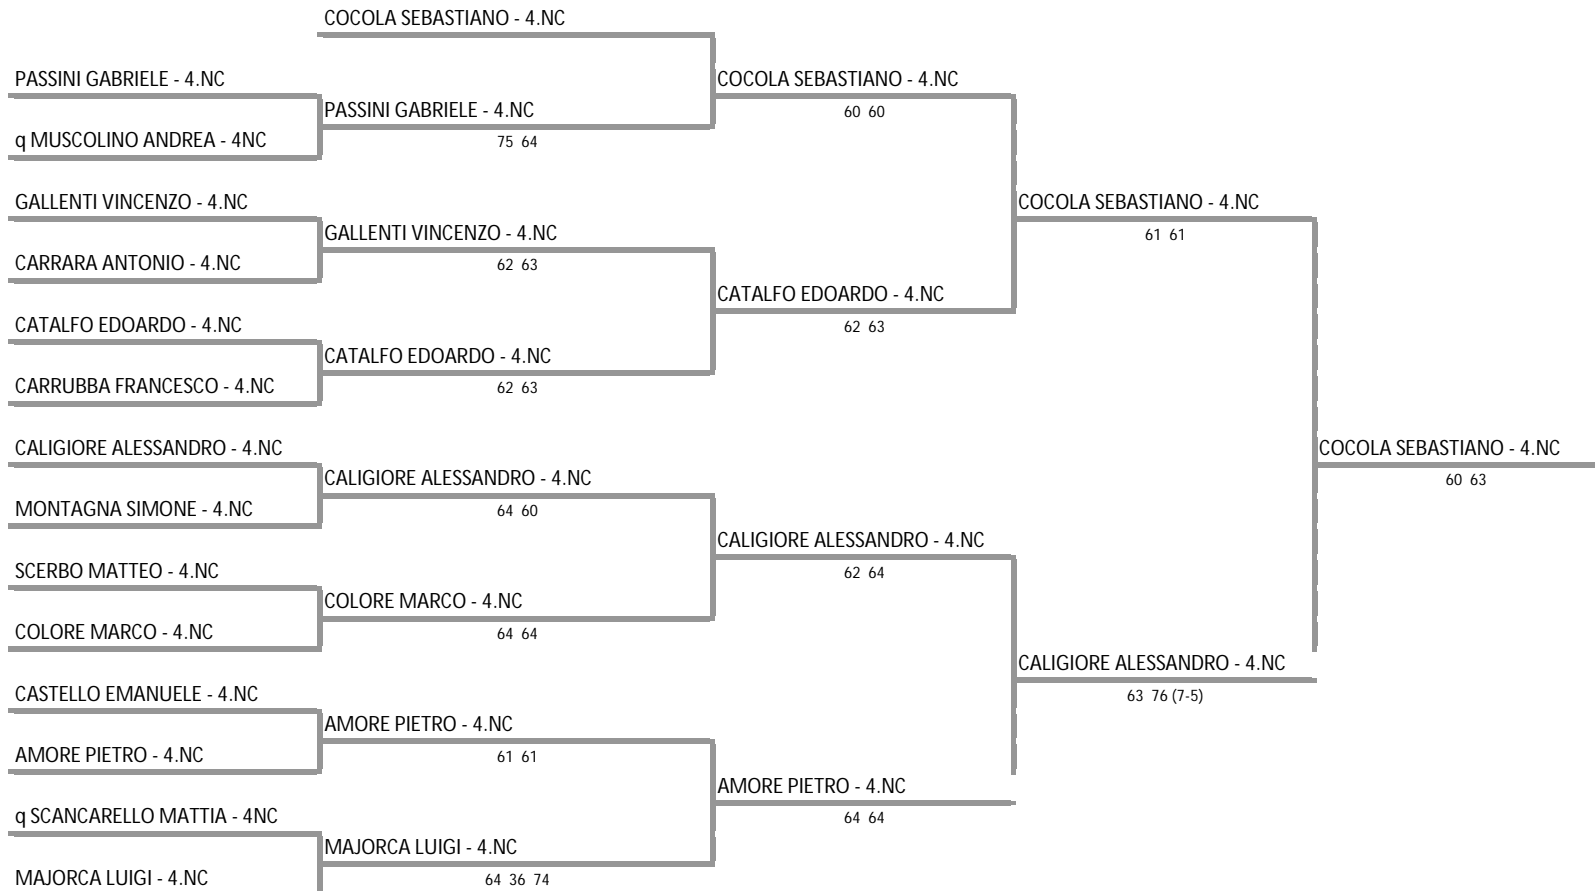 COCOLA SEBASTIANO - 4.NC
PASSINI GABRIELE - 4.NC
COCOLA SEBASTIANO - 4.NC
PASSINI GABRIELE - 4.NC
60 60
q MUSCOLINO ANDREA - 4NC
75 64
GALLENTI VINCENZO - 4.NC
COCOLA SEBASTIANO - 4.NC
GALLENTI VINCENZO - 4.NC
61 61
CARRARA ANTONIO - 4.NC
62 63
CATALFO EDOARDO - 4.NC
CATALFO EDOARDO - 4.NC
62 63
CATALFO EDOARDO - 4.NC
CARRUBBA FRANCESCO - 4.NC
62 63
CALIGIORE ALESSANDRO - 4.NC
COCOLA SEBASTIANO - 4.NC
CALIGIORE ALESSANDRO - 4.NC
60 63
MONTAGNA SIMONE - 4.NC
64 60
CALIGIORE ALESSANDRO - 4.NC
SCERBO MATTEO - 4.NC
62 64
COLORE MARCO - 4.NC
COLORE MARCO - 4.NC
64 64
CALIGIORE ALESSANDRO - 4.NC
CASTELLO EMANUELE - 4.NC
63 76 (7-5)
AMORE PIETRO - 4.NC
AMORE PIETRO - 4.NC
61 61
AMORE PIETRO - 4.NC
q SCANCARELLO MATTIA - 4NC
64 64
MAJORCA LUIGI - 4.NC
MAJORCA LUIGI - 4.NC
64 36 74